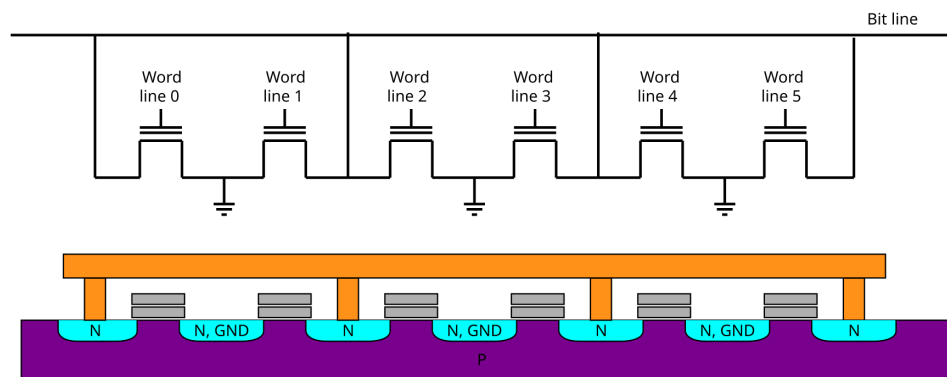 Bit line
Word
line 0
Word
line 1
Word
line 2
Word
line 3
Word
line 4
Word
line 5
N
N, GND
N
N, GND
N
N, GND
N
P